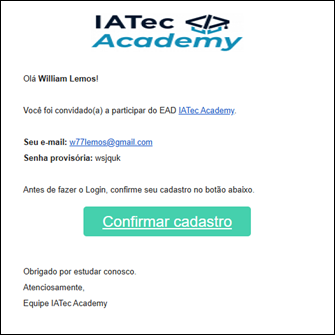 IATec
Academy
Olá William Lemos!
Você foi convidado(a) a participar do EAD IATec Academy.
Seu e-mail: w77lemos@gmail.com
Senha provisória: wsjquk
Antes de fazer o Login, confirme seu cadastro no botão abaixo.
Confirmar cadastro
Obrigado por estudar conosco.
Atenciosamente,
Equipe IATec Academy